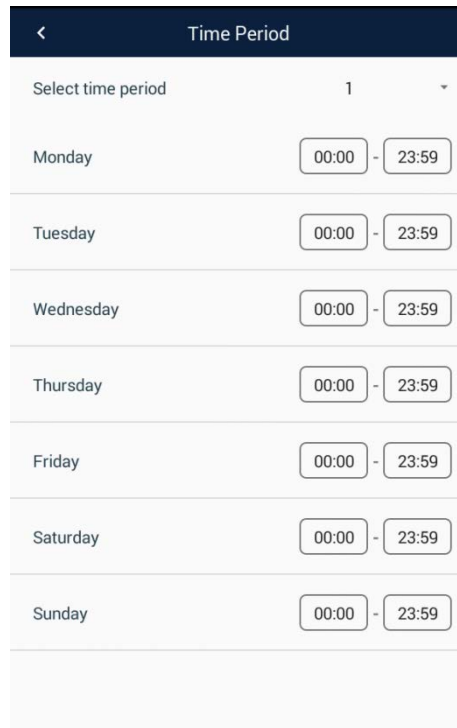 Time Period
Select time period 1
Monday 00:00 - 23:59
Tuesday 00:00 - 23:59
Wednesday 00:00 - 23:59
Thursday 00:00 - 23:59
Friday 00:00 - 23:59
Saturday 00:00 - 23:59
Sunday 00:00 - 23:59